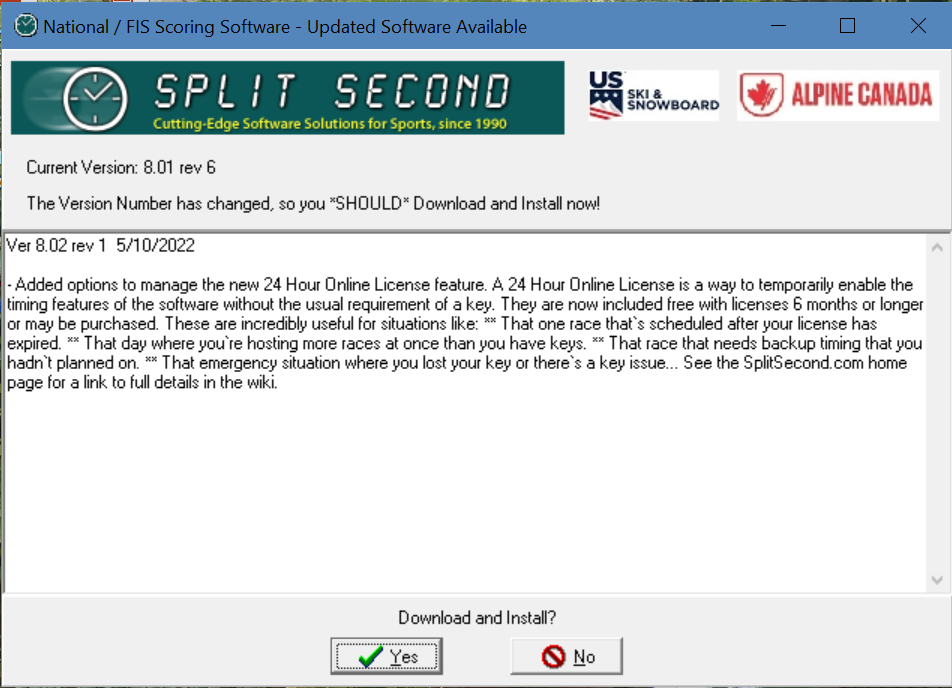 National / FIS Scoring Software - Updated Software Available
SPLIT SECOND
Cutting-Edge Software Solutions for Sports, since 1990
US
SKI &
SNOWBOARD
ALPINE CANADA
Current Version: 8.01 rev 6
The Version Number has changed, so you *SHOULD* Download and Install now!
Ver 8.02 rev 1  5/10/2022
- Added options to manage the new 24 Hour Online License feature. A 24 Hour Online License is a way to temporarily enable the
timing features of the software without the usual requirement of a key. They are now included free with licenses 6 months or longer
or may be purchased. These are incredibly useful for situations like: ** That one race that`s scheduled after your license has
expired. ** That day where you`re hosting more races at once than you have keys. ** That race that needs backup timing that you
hadn`t planned on. ** That emergency situation where you lost your key or there`s a key issue... See the SplitSecond.com home
page for a link to full details in the wiki.
Download and Install?
Yes
No